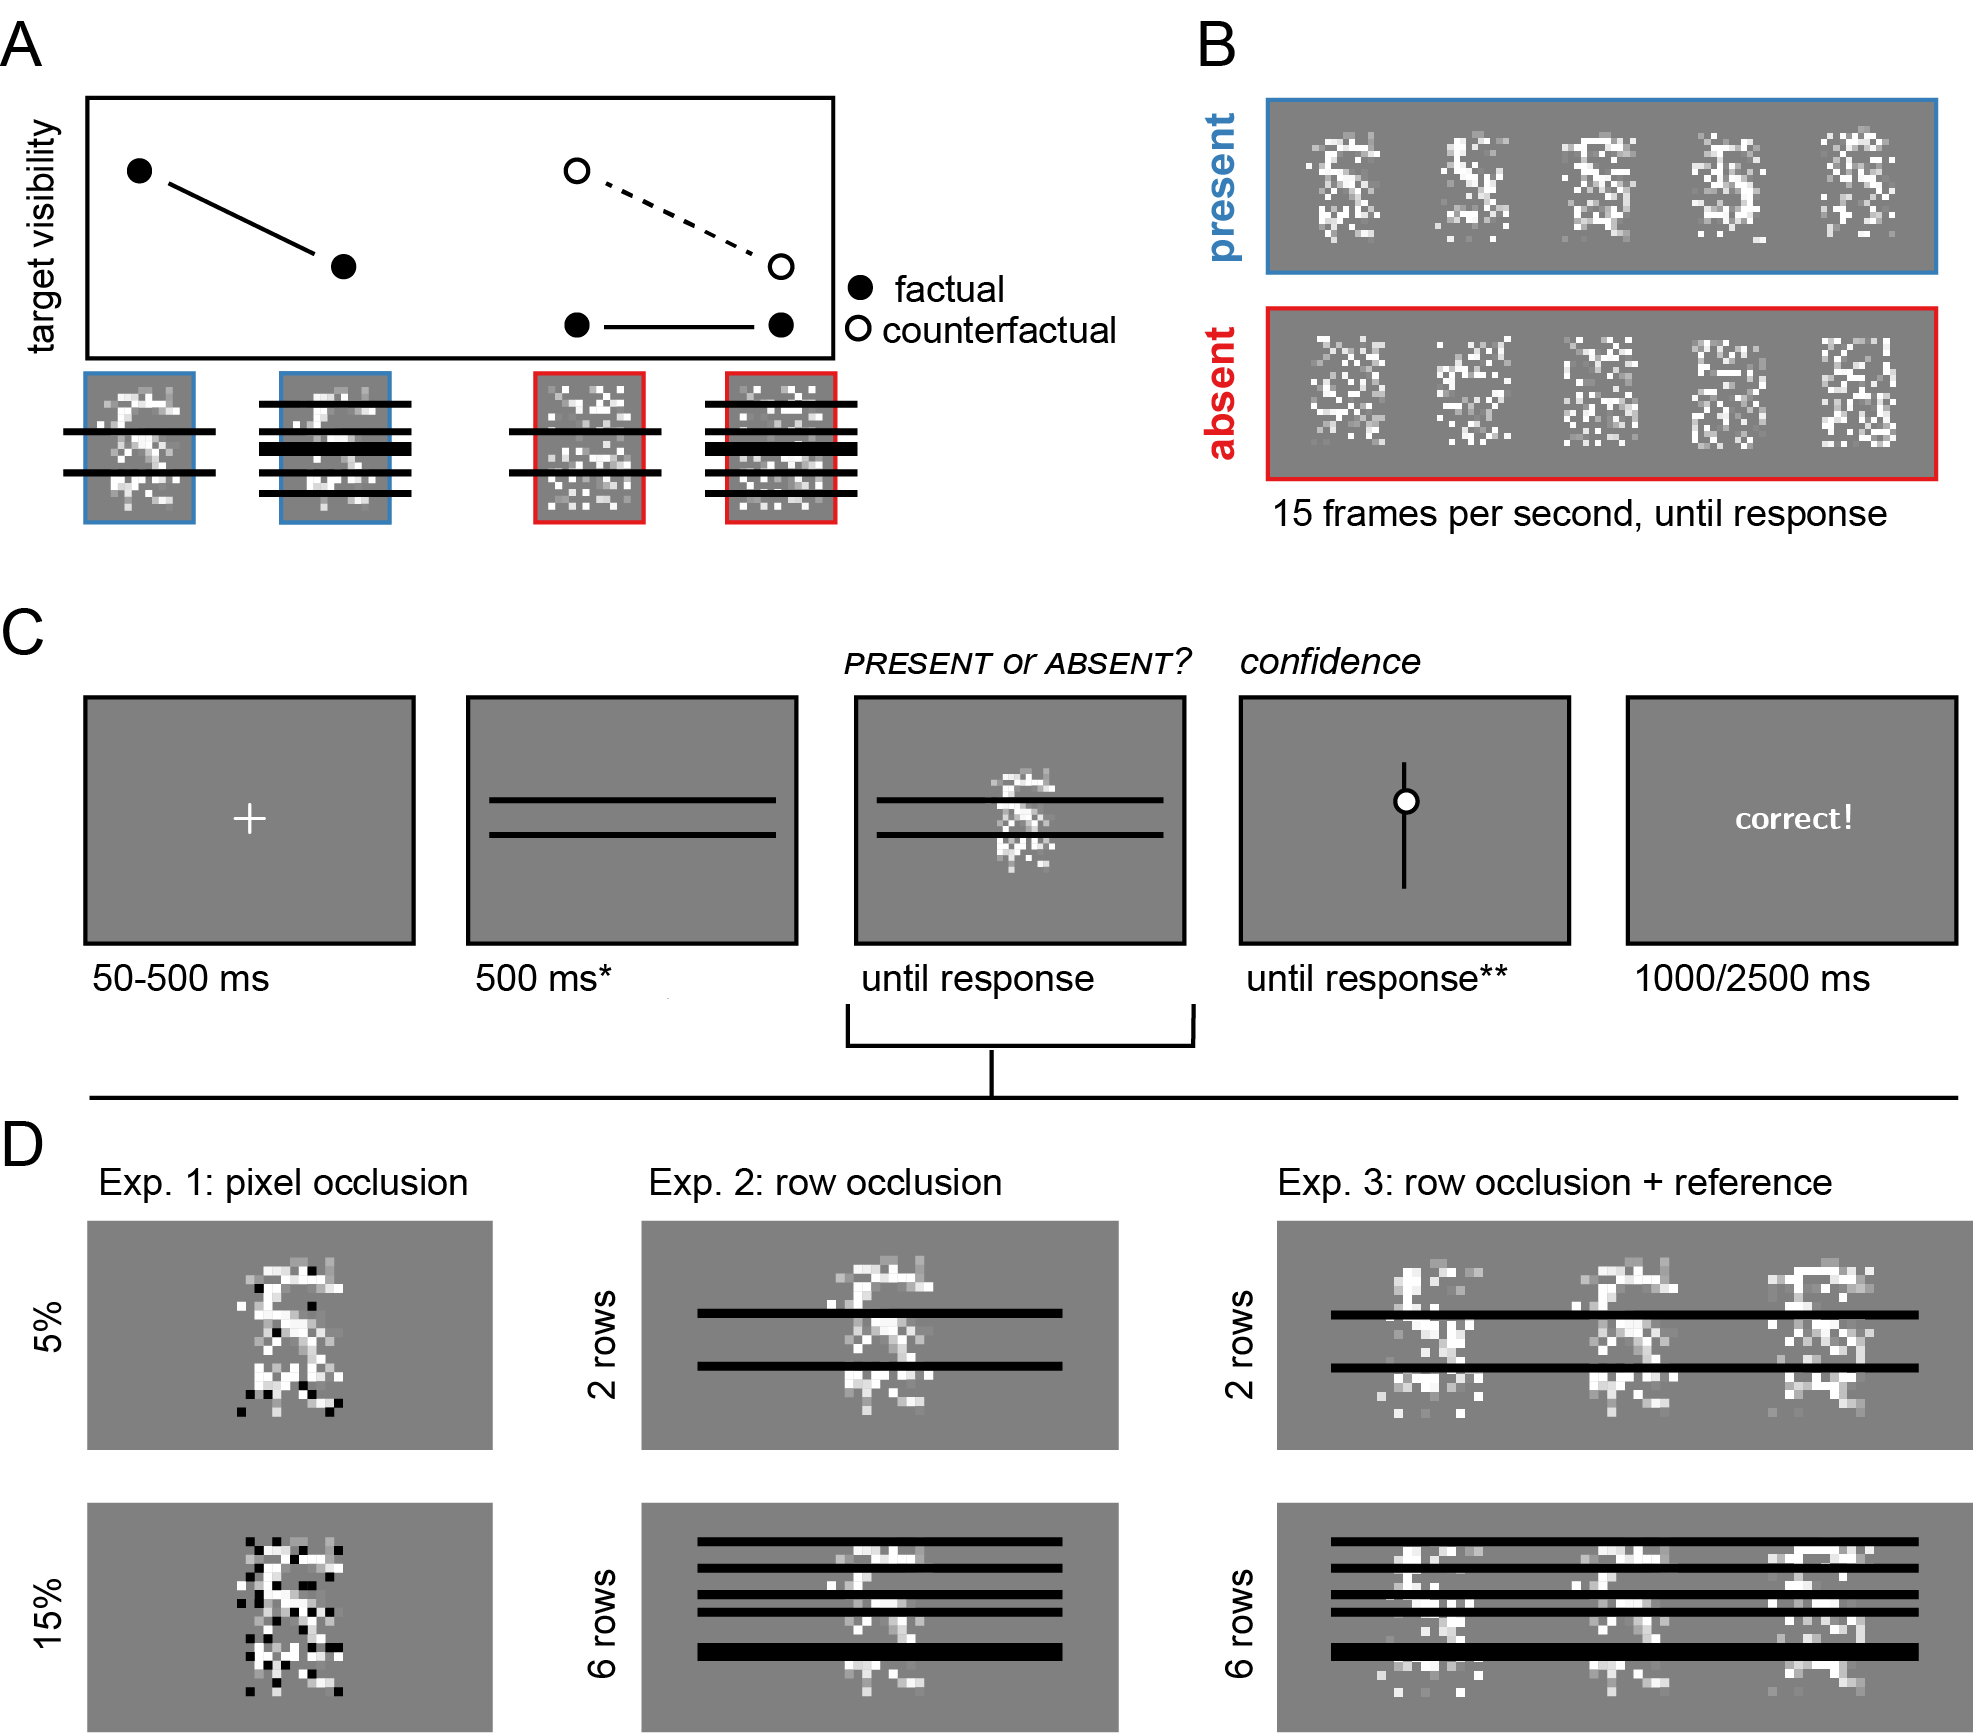 A
target visibility
factual
counterfactual
B
present
absent
15 frames per second, until response
C
PRESENT or ABSENT?
confidence
correct!
50-500 ms
500 ms*
until response
until response**
1000/2500 ms
D
Exp. 1: pixel occlusion
Exp. 2: row occlusion
Exp. 3: row occlusion + reference
5%
2 rows
2 rows
15%
6 rows
6 rows